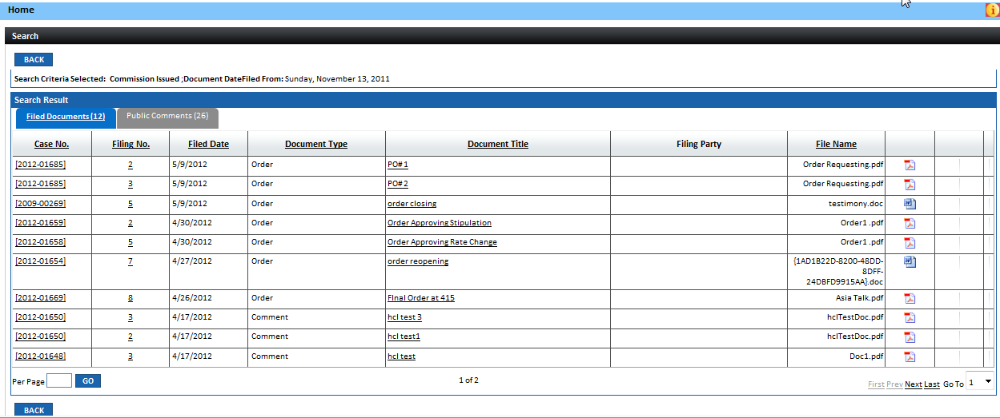 Home
Search
BACK
Search Criteria Selected: Commission Issued ;Document DateFiled From: Sunday, November 13, 2011
Search Result
Filed Documents (12) Public Comments (26)
Case No. Filing No. Filed Date Document Type Document Title Filing Party File Name
[2012-01685] 2 5/9/2012 Order PO#1 Order Requesting.pdf
[2012-01685] 3 5/9/2012 Order PO#2 Order Requesting.pdf
[2009-00269] 5 5/9/2012 Order order closing testimony.doc
[2012-01659] 2 4/30/2012 Order Order Approving Stipulation Order1 .pdf
[2012-01658] 5 4/30/2012 Order Order Approving Rate Change Order1 .pdf
[2012-01654] 7 4/27/2012 Order order reopening {1AD1B22D-8200-48DD-
8DFF-
24DBFD9915AA}.doc
[2012-01669] 8 4/26/2012 Order FInal Order at 415 Asia Talk.pdf
[2012-01650] 3 4/17/2012 Comment hcl test 3 hclTestDoc.pdf
[2012-01650] 2 4/17/2012 Comment hcl test1 hclTestDoc.pdf
[2012-01648] 3 4/17/2012 Comment hcl test Doc1.pdf
Per Page GO 1 of 2 First Prev Next Last Go To 1
BACK